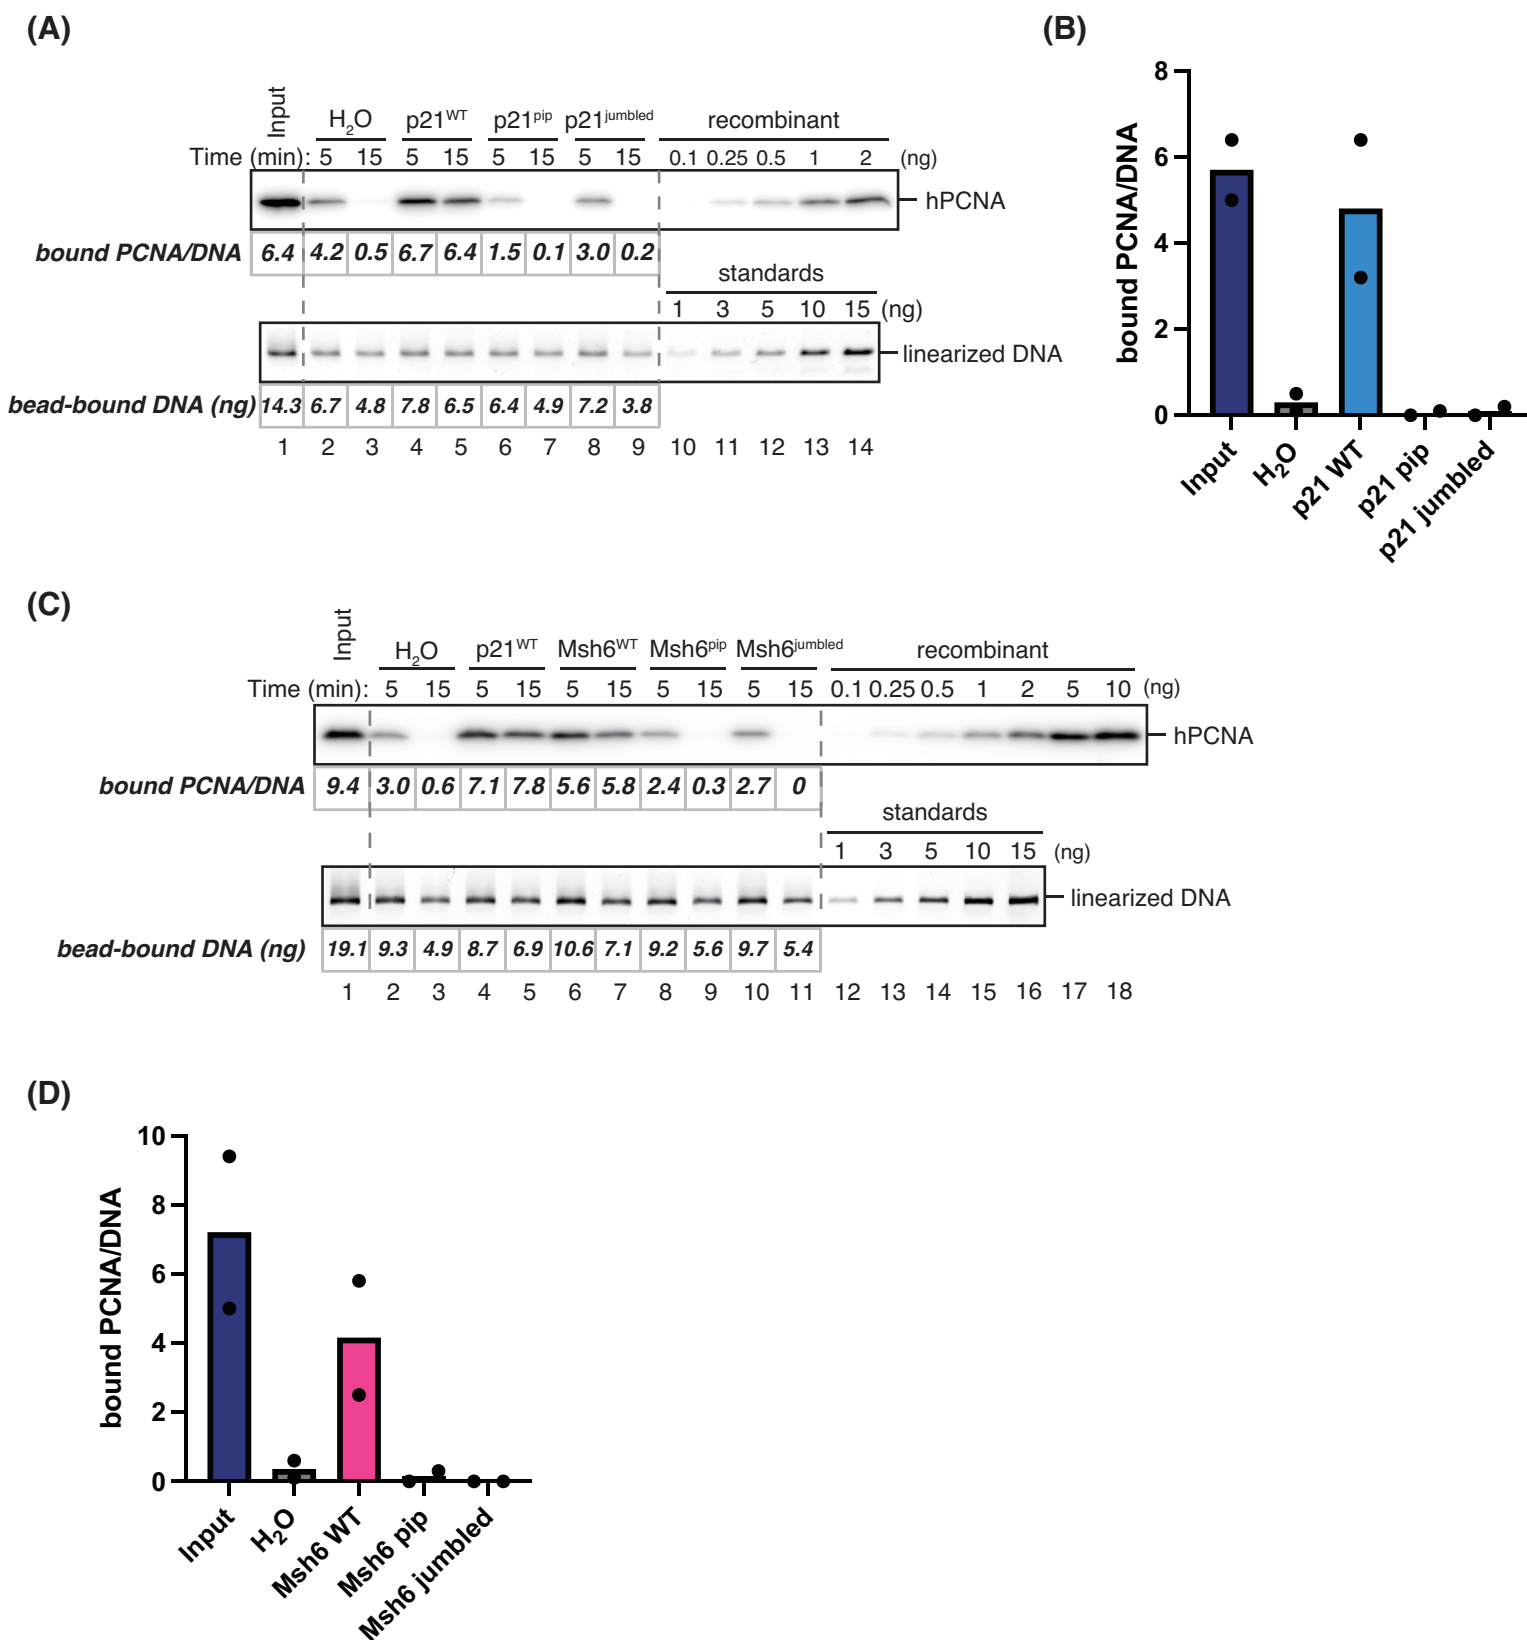 (A)
Input
H2O p21WT p21pip p21jumbled recombinant
Time (min): 5 15 5 15 5 15 5 15 0.1 0.25 0.5 1 2 (ng)
hPCNA
bound PCNA/DNA 6.4 4.2 0.5 6.7 6.4 1.5 0.1 3.0 0.2
standards
1 3 5 10 15 (ng)
linearized DNA
bead-bound DNA (ng) 14.3 6.7 4.8 7.8 6.5 6.4 4.9 7.2 3.8
1 2 3 4 5 6 7 8 9 10 11 12 13 14
(B)
bound PCNA/DNA
8
6
4
2
0
Input
H2O
p21 WT
p21 pip
p21 jumbled
(C)
Input
H2O p21WT Msh6WT Msh6pip Msh6jumbled recombinant
Time (min): 5 15 5 15 5 15 5 15 5 15 0.1 0.25 0.5 1 2 5 10 (ng)
hPCNA
bound PCNA/DNA 9.4 3.0 0.6 7.1 7.8 5.6 5.8 2.4 0.3 2.7 0
standards
1 3 5 10 15 (ng)
linearized DNA
bead-bound DNA (ng) 19.1 9.3 4.9 8.7 6.9 10.6 7.1 9.2 5.6 9.7 5.4
1 2 3 4 5 6 7 8 9 10 11 12 13 14 15 16 17 18
(D)
bound PCNA/DNA
10
8
6
4
2
0
Input
H2O
Msh6 WT
Msh6 pip
Msh6 jumbled